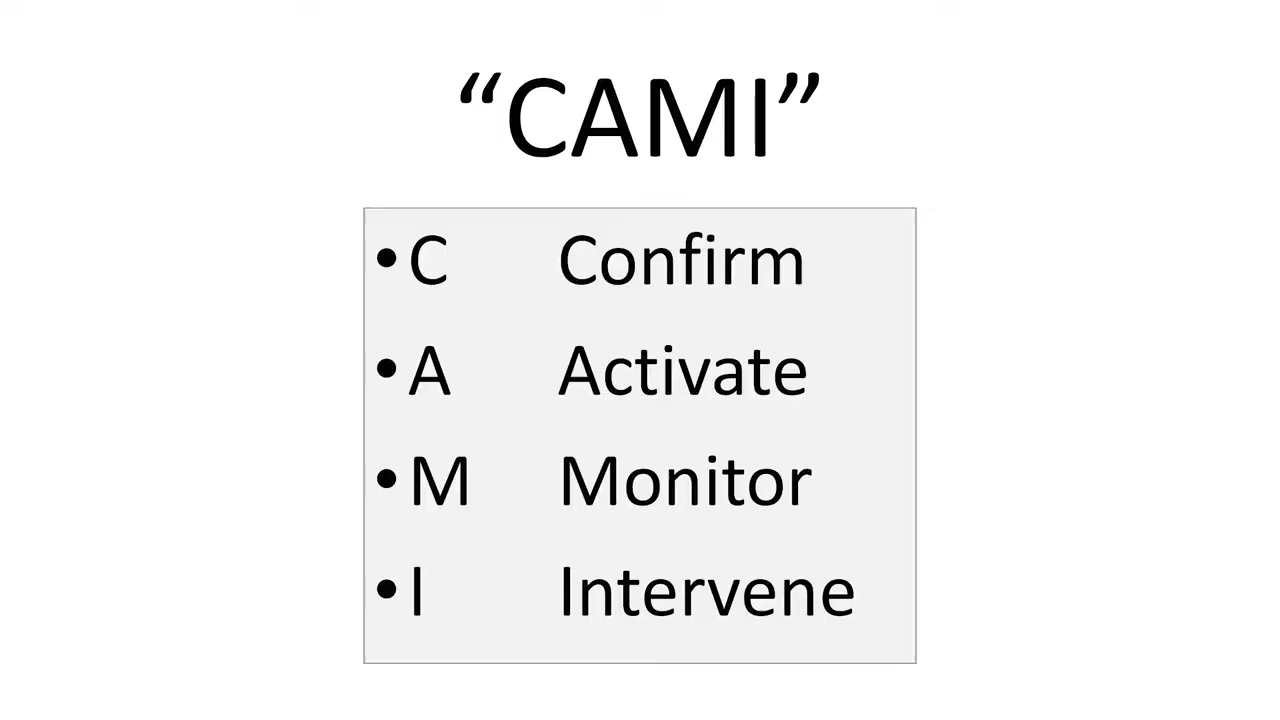 “CAMI”
• C Confirm
• A Activate
• M Monitor
• I Intervene